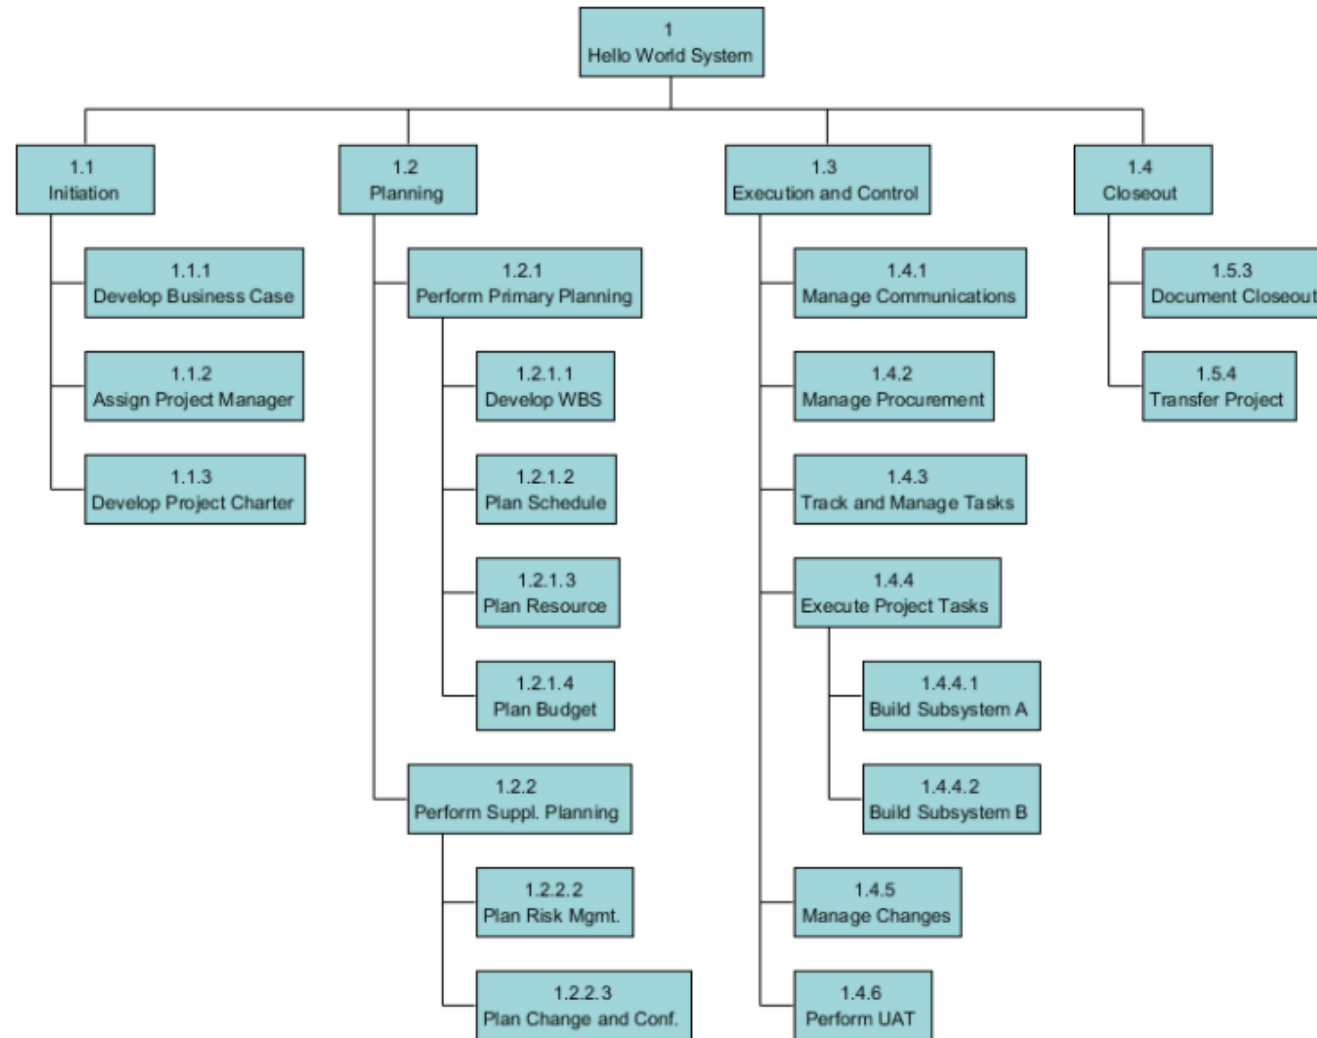 1
Hello World System
1.1
Initiation
1.1.1
Develop Business Case
1.1.2
Assign Project Manager
1.1.3
Develop Project Charter
1.2
Planning
1.2.1
Perform Primary Planning
1.2.1.1
Develop WBS
1.2.1.2
Plan Schedule
1.2.1.3
Plan Resource
1.2.1.4
Plan Budget
1.2.2
Perform Suppl. Planning
1.2.2.2
Plan Risk Mgmt.
1.2.2.3
Plan Change and Conf.
1.3
Execution and Control
1.4.1
Manage Communications
1.4.2
Manage Procurement
1.4.3
Track and Manage Tasks
1.4.4
Execute Project Tasks
1.4.4.1
Build Subsystem A
1.4.4.2
Build Subsystem B
1.4.5
Manage Changes
1.4.6
Perform UAT
1.4
Closeout
1.5.3
Document Closeout
1.5.4
Transfer Project